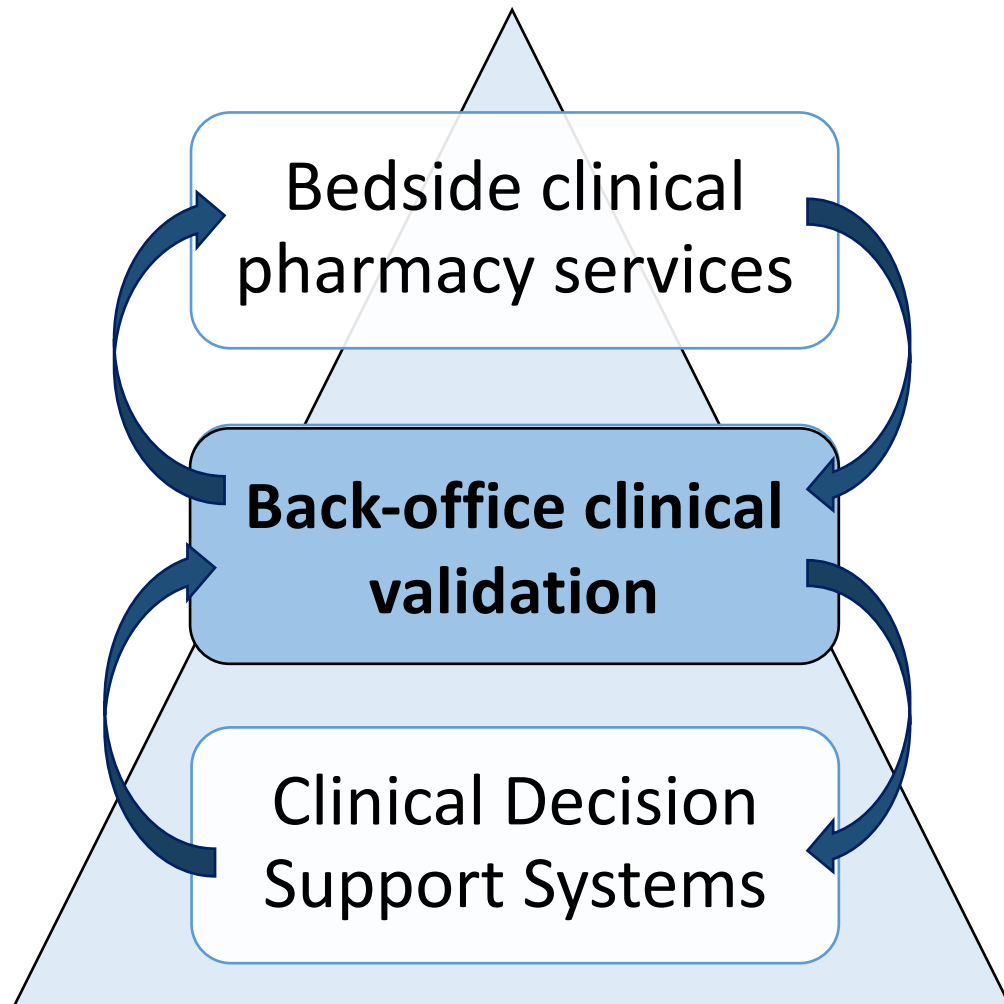 Bedside clinical
pharmacy services
Back-office clinical
validation
Clinical Decision
Support Systems